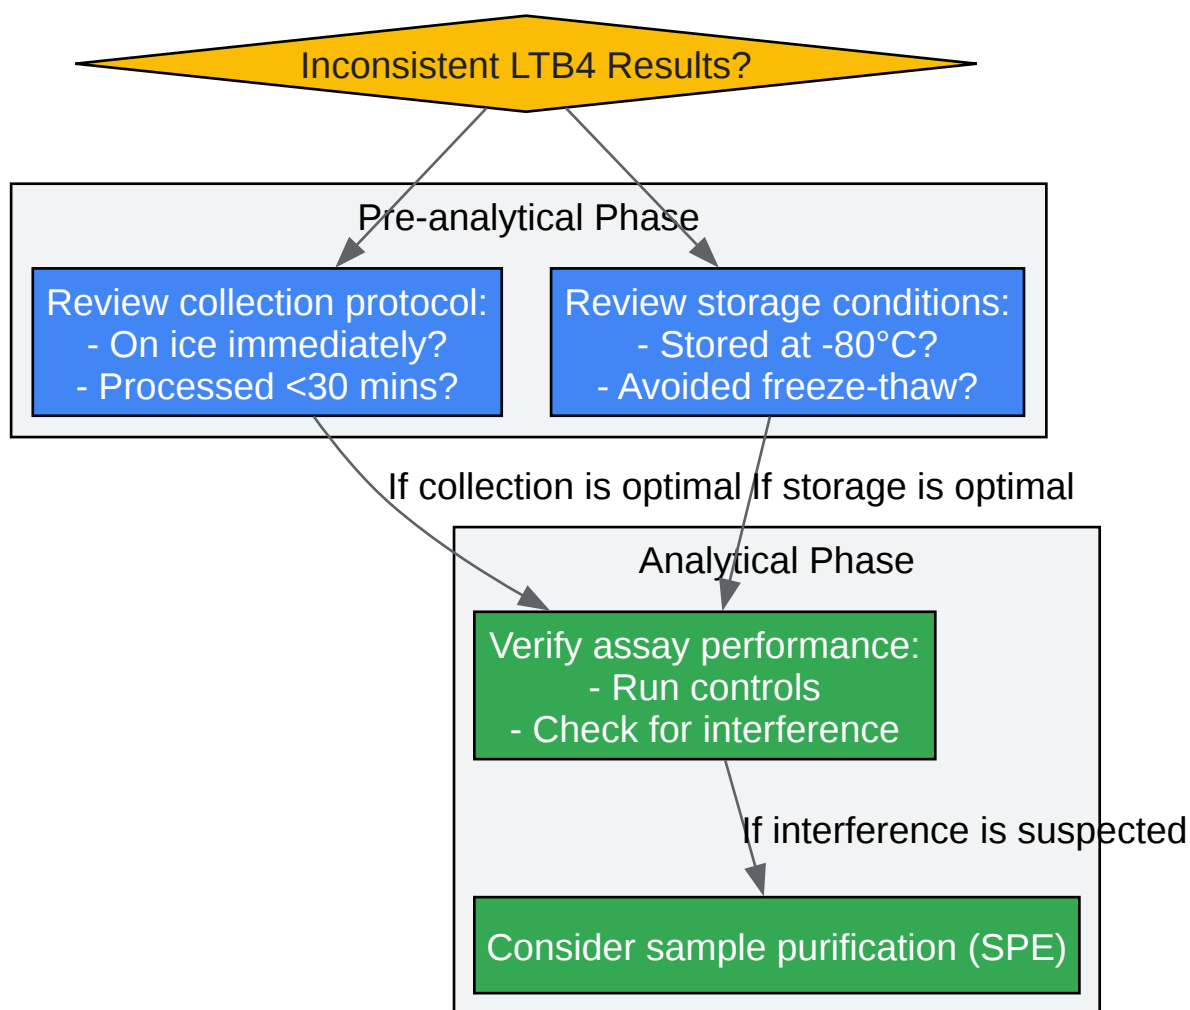 Inconsistent LTB4 Results?
Pre-analytical Phase
Review collection protocol:
- On ice immediately?
- Processed <30 mins?
Review storage conditions:
- Stored at -80°C?
- Avoided freeze-thaw?
If collection is optimal
If storage is optimal
Analytical Phase
Verify assay performance:
- Run controls
- Check for interference
If interference is suspected
Consider sample purification (SPE)